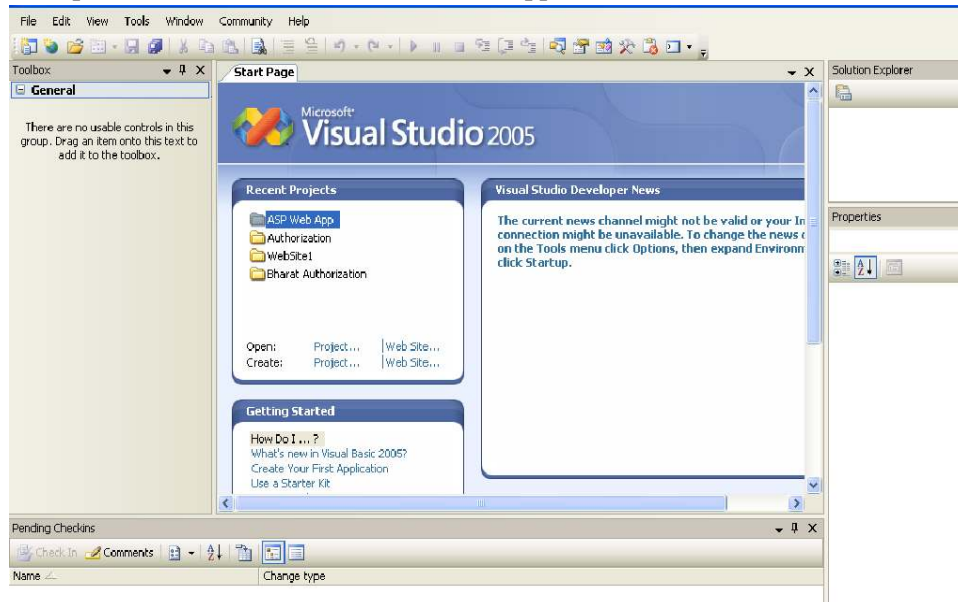 File Edit View Tools Window Community Help
Toolbox
General
There are no usable controls in this
group. Drag an item onto this text to
add it to the toolbox.
Start Page
Microsoft
Visual Studio 2005
Recent Projects
ASP Web App
Authorization
WebSite1
Bharat Authorization
Open: Project... Web Site...
Create: Project... Web Site...
Getting Started
How Do I ... ?
What's new in Visual Basic 2005?
Create Your First Application
Use a Starter Kit
Visual Studio Developer News
The current news channel might not be valid or your In
connection might be unavailable. To change the news
on the Tools menu click Options, then expand Environ
click Startup.
Solution Explorer
Properties
Pending Checkins
Check In Comments
Name Change type